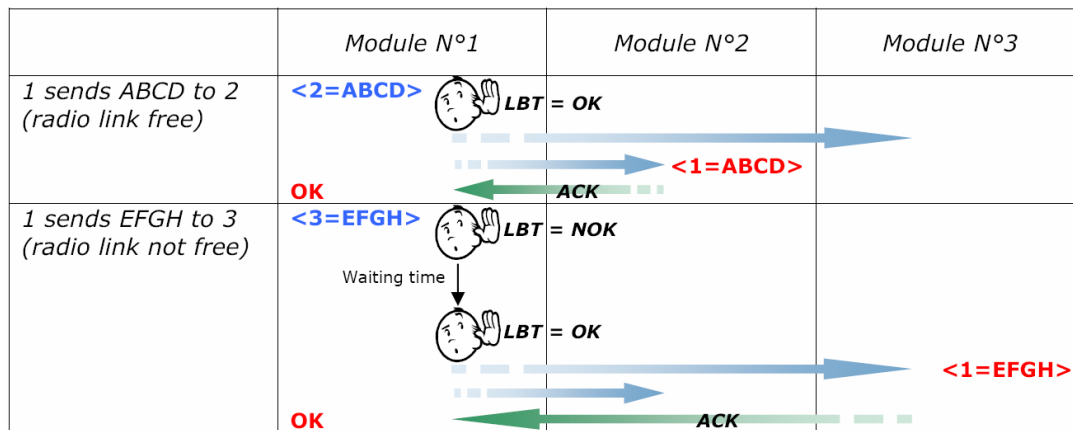 Module N°1
Module N°2
Module N°3
1 sends ABCD to 2
(radio link free)
<2=ABCD>
LBT = OK
<1=ABCD>
OK
ACK
1 sends EFGH to 3
(radio link not free)
<3=EFGH>
LBT = NOK
Waiting time
LBT = OK
<1=EFGH>
OK
ACK